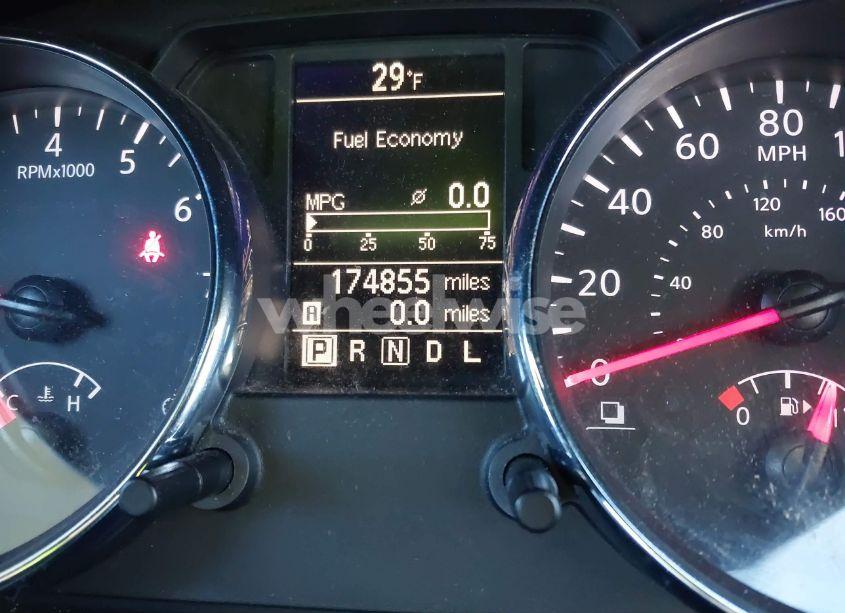 29°F
Fuel Economy
MPG ø 0.0
0 25 50 75
174855 miles
A 0.0 miles
P R N D L
4 5 6
RPMx1000
C H
0 20 40 60 80
MPH
40 80 120 160
km/h
0
wheelwise